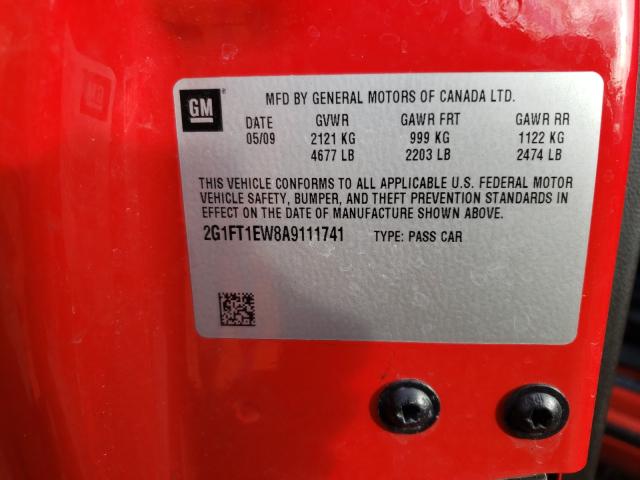 GM
MFD BY GENERAL MOTORS OF CANADA LTD.
DATE GVWR GAWR FRT GAWR RR
05/09 2121 KG 999 KG 1122 KG
4677 LB 2203 LB 2474 LB
THIS VEHICLE CONFORMS TO ALL APPLICABLE U.S. FEDERAL MOTOR
VEHICLE SAFETY, BUMPER, AND THEFT PREVENTION STANDARDS IN
EFFECT ON THE DATE OF MANUFACTURE SHOWN ABOVE.
2G1FT1EW8A9111741 TYPE: PASS CAR